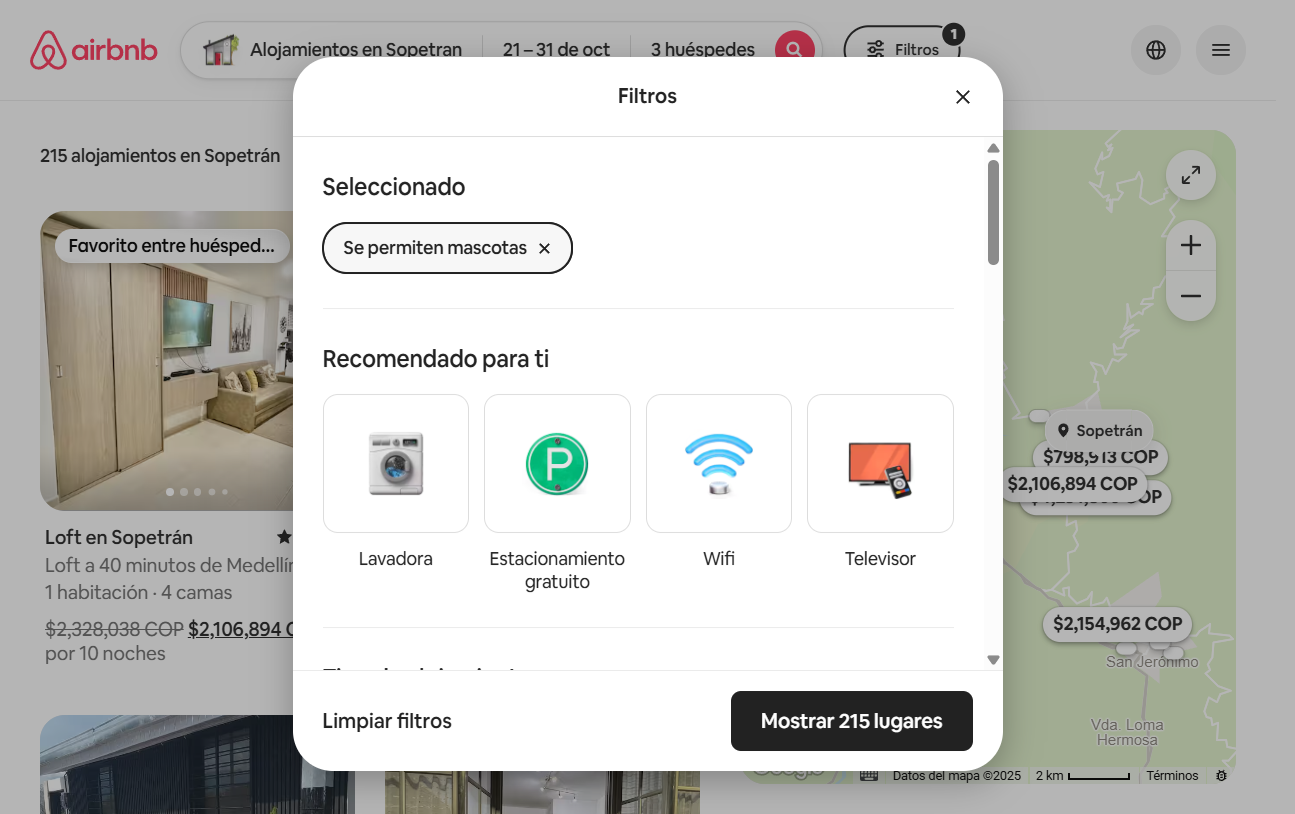 airbnb
Alojamientos en Sopetran
21 – 31 de oct
3 huéspedes
Filtros
1
Filtros
215 alojamientos en Sopetrán
Seleccionado
Se permiten mascotas
Favorito entre huésped...
Recomendado para ti
Lavadora
Estacionamiento
gratuito
Wifi
Televisor
Loft en Sopetrán
Loft a 40 minutos de Medellín
1 habitación · 4 camas
$2,328,038 COP $2,106,894
por 10 noches
Sopetrán
$798,913 COP
$2,106,894 COP
COP
$2,154,962 COP
San Jerónimo
Vda. Loma
Hermosa
Limpiar filtros
Mostrar 215 lugares
Google
Datos del mapa ©2025
2 km
Términos